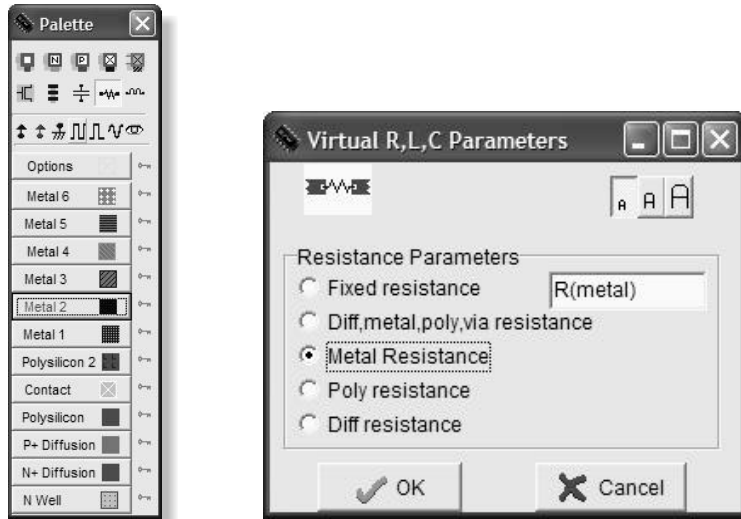 Palette
N P
Options
Metal 6
Metal 5
Metal 4
Metal 3
Metal 2
Metal 1
Polysilicon 2
Contact
Polysilicon
P+ Diffusion
N+ Diffusion
N Well
Virtual R,L,C Parameters
A A A
Resistance Parameters
Fixed resistance R(metal)
Diff,metal,poly,via resistance
Metal Resistance
Poly resistance
Diff resistance
OK Cancel